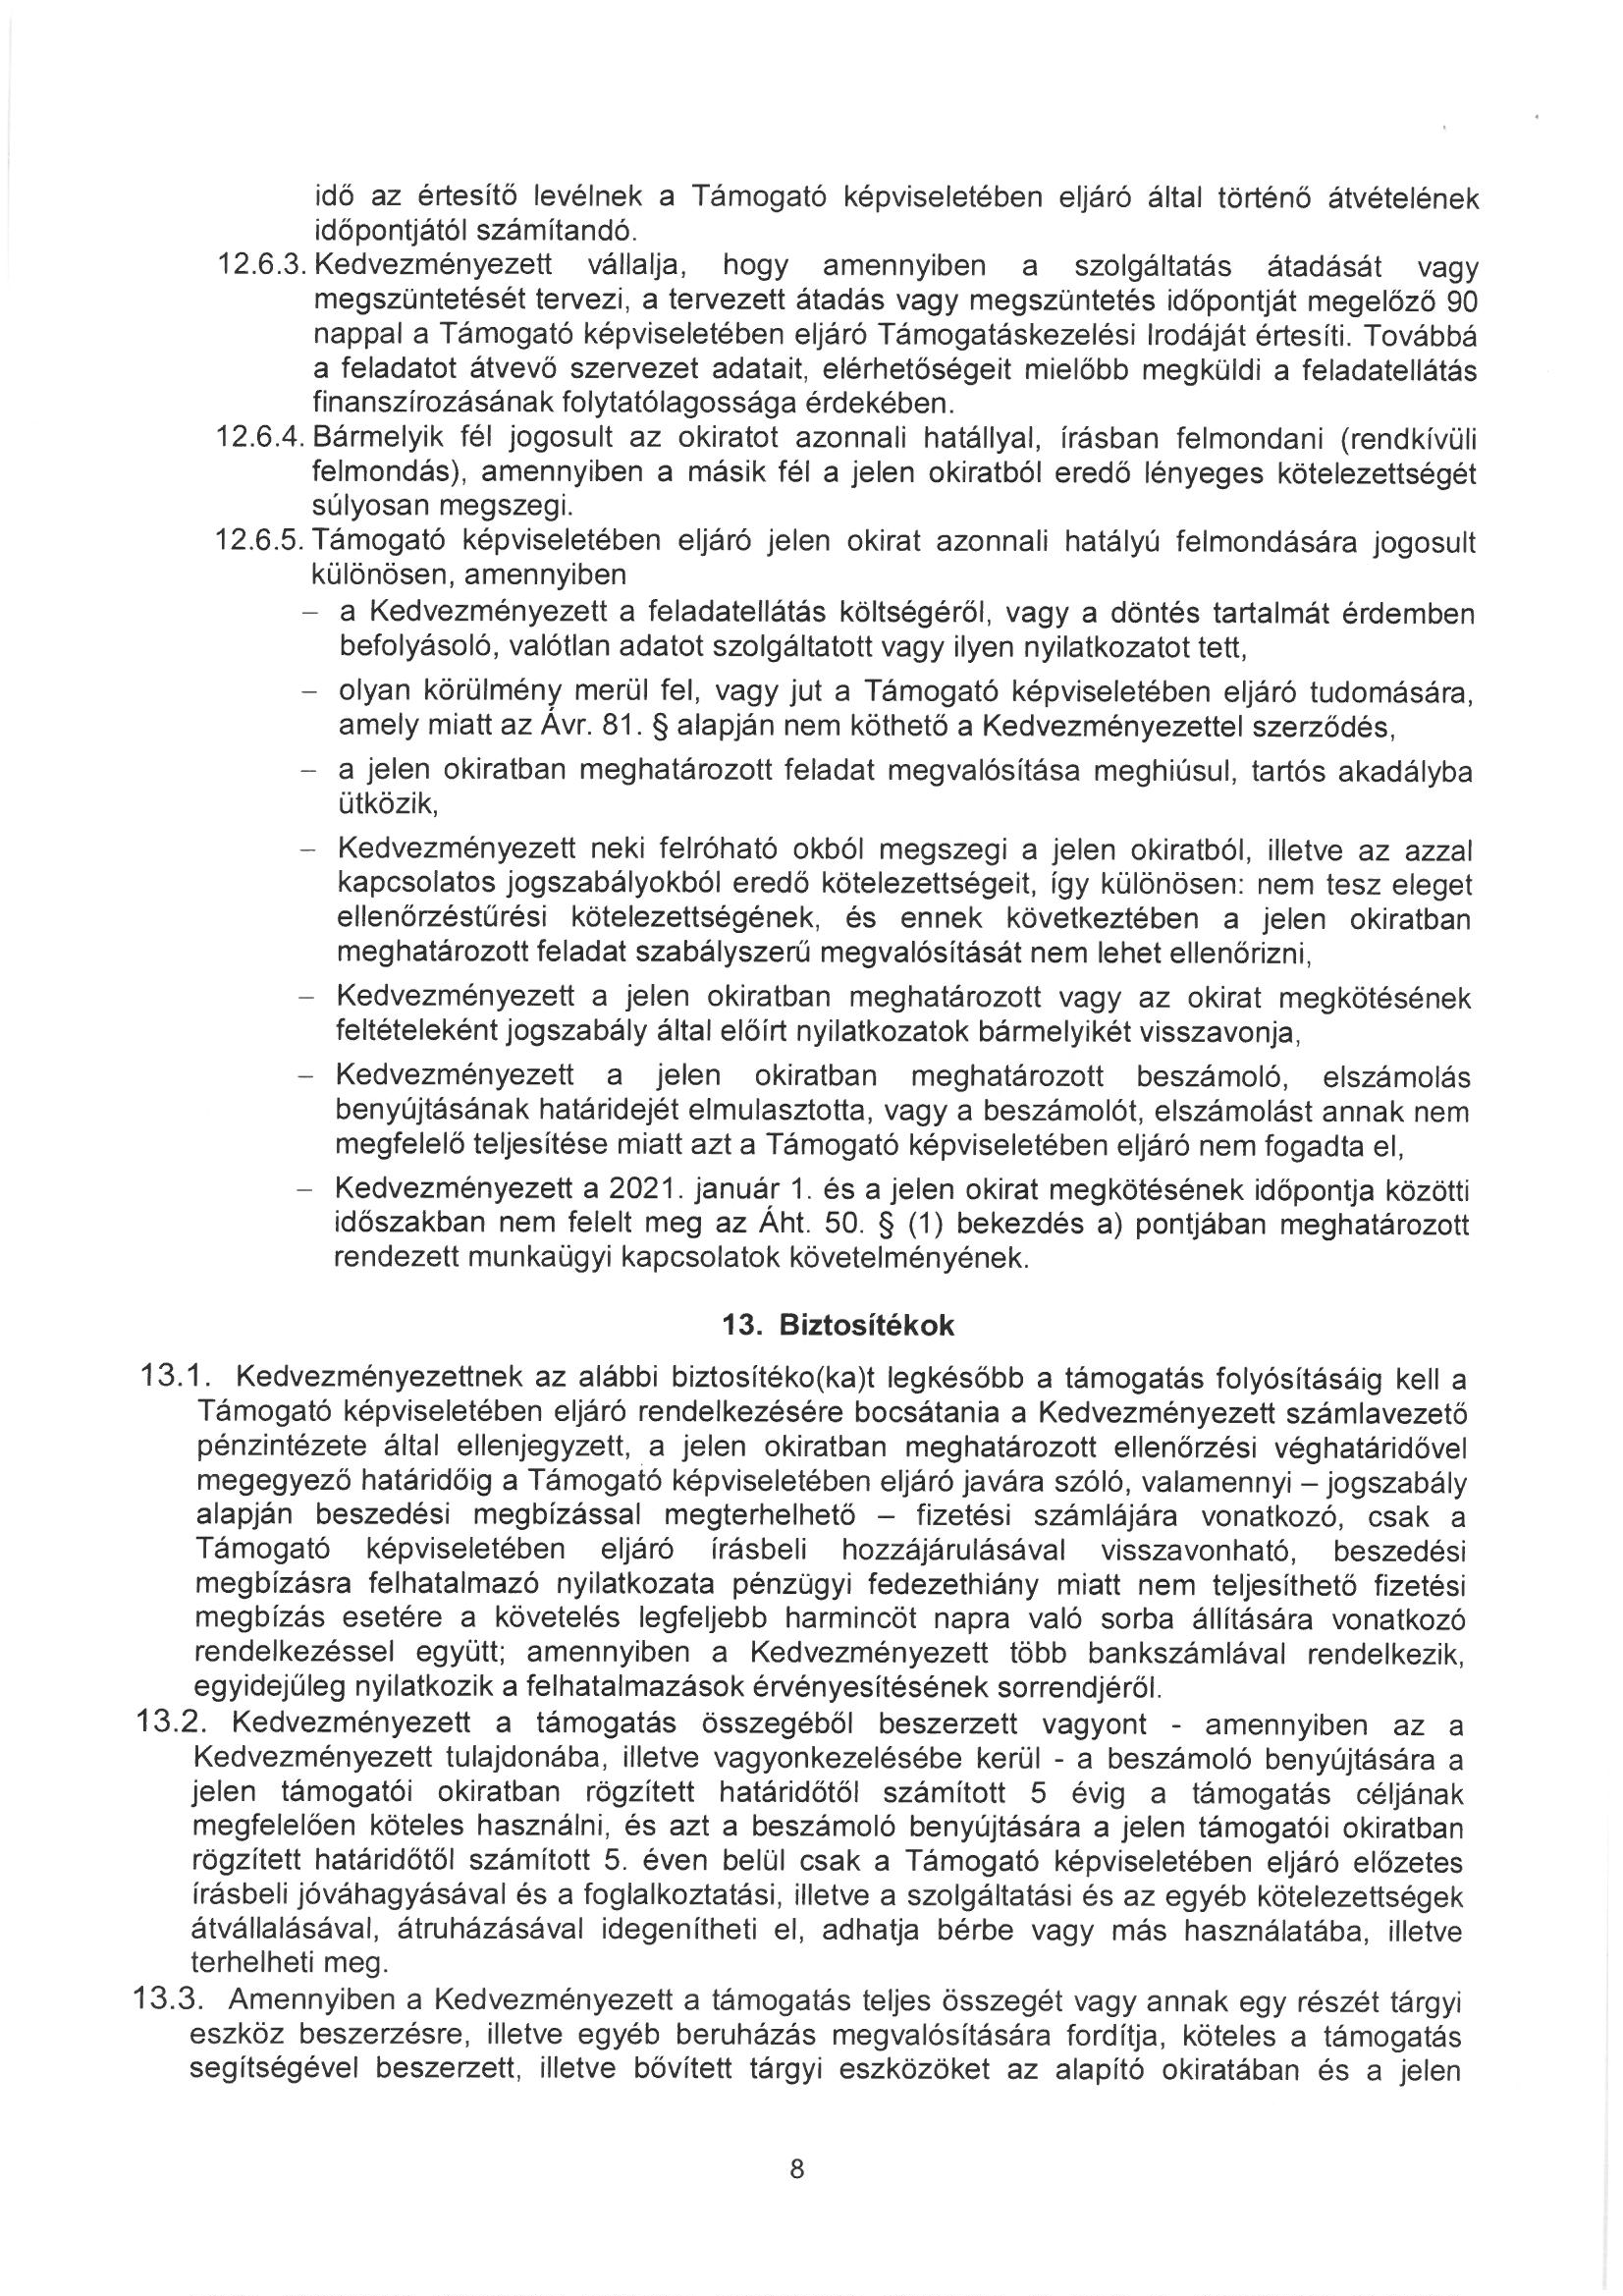 idő az értesítő levélnek a Támogató képviseletében eljáró által történő átvételének
időpontjától számítandó.
12.6.3. Kedvezményezett vállalja, hogy amennyiben a szolgáltatás átadását vagy
megszüntetését tervezi, a tervezett átadás vagy megszüntetés időpontját megelőző 90
nappal a Támogató képviseletében eljáró Támogatáskezelési Irodáját értesíti. Továbbá
a feladatot átvevő szervezet adatait, elérhetőségeit mielőbb megküldi a feladatellátás
finanszírozásának folytatólagossága érdekében.
12.6.4. Bármelyik fél jogosult az okiratot azonnali hatállyal, írásban felmondani (rendkívüli
felmondás), amennyiben a másik fél a jelen okiratból eredő lényeges kötelezettségét
súlyosan megszegi.
12.6.5. Támogató képviseletében eljáró jelen okirat azonnali hatályú felmondására jogosult
különösen, amennyiben
– a Kedvezményezett a feladatellátás költségéről, vagy a döntés tartalmát érdemben
befolyásoló, valótlan adatot szolgáltatott vagy ilyen nyilatkozatot tett,
– olyan körülmény merül fel, vagy jut a Támogató képviseletében eljáró tudomására,
amely miatt az Ávr. 81. § alapján nem köthető a Kedvezményezettel szerződés,
– a jelen okiratban meghatározott feladat megvalósítása meghiúsul, tartós akadályba
ütközik,
– Kedvezményezett neki felróható okból megszegi a jelen okiratból, illetve az azzal
kapcsolatos jogszabályokból eredő kötelezettségeit, így különösen: nem tesz eleget
ellenőrzéstűrési kötelezettségének, és ennek következtében a jelen okiratban
meghatározott feladat szabályszerű megvalósítását nem lehet ellenőrizni,
– Kedvezményezett a jelen okiratban meghatározott vagy az okirat megkötésének
feltételeként jogszabály által előírt nyilatkozatok bármelyikét visszavonja,
– Kedvezményezett a jelen okiratban meghatározott beszámoló, elszámolás
benyújtásának határidejét elmulasztotta, vagy a beszámolót, elszámolást annak nem
megfelelő teljesítése miatt azt a Támogató képviseletében eljáró nem fogadta el,
– Kedvezményezett a 2021. január 1. és a jelen okirat megkötésének időpontja közötti
időszakban nem felelt meg az Áht. 50. § (1) bekezdés a) pontjában meghatározott
rendezett munkaügyi kapcsolatok követelményének.
13. Biztosítékok
13.1. Kedvezményezettnek az alábbi biztosítéko(ka)t legkésőbb a támogatás folyósításáig kell a
Támogató képviseletében eljáró rendelkezésére bocsátania a Kedvezményezett számlavezető
pénzintézete által ellenjegyzett, a jelen okiratban meghatározott ellenőrzési véghatáridővel
megegyező határidőig a Támogató képviseletében eljáró javára szóló, valamennyi – jogszabály
alapján beszedési megbízással megterhelhető – fizetési számlájára vonatkozó, csak a
Támogató képviseletében eljáró írásbeli hozzájárulásával visszavonható, beszedési
megbízásra felhatalmazó nyilatkozata pénzügyi fedezethiány miatt nem teljesíthető fizetési
megbízás esetére a követelés legfeljebb harmincöt napra való sorba állítására vonatkozó
rendelkezéssel együtt; amennyiben a Kedvezményezett több bankszámlával rendelkezik,
egyidejűleg nyilatkozik a felhatalmazások érvényesítésének sorrendjéről.
13.2. Kedvezményezett a támogatás összegéből beszerzett vagyont - amennyiben az a
Kedvezményezett tulajdonába, illetve vagyonkezelésébe kerül - a beszámoló benyújtására a
jelen támogatói okiratban rögzített határidőtől számított 5 évig a támogatás céljának
megfelelően köteles használni, és azt a beszámoló benyújtására a jelen támogatói okiratban
rögzített határidőtől számított 5. éven belül csak a Támogató képviseletében eljáró előzetes
írásbeli jóváhagyásával és a foglalkoztatási, illetve a szolgáltatási és az egyéb kötelezettségek
átvállalásával, átruházásával idegenítheti el, adhatja bérbe vagy más használatába, illetve
terhelheti meg.
13.3. Amennyiben a Kedvezményezett a támogatás teljes összegét vagy annak egy részét tárgyi
eszköz beszerzésre, illetve egyéb beruházás megvalósítására fordítja, köteles a támogatás
segítségével beszerzett, illetve bővített tárgyi eszközöket az alapító okiratában és a jelen
8